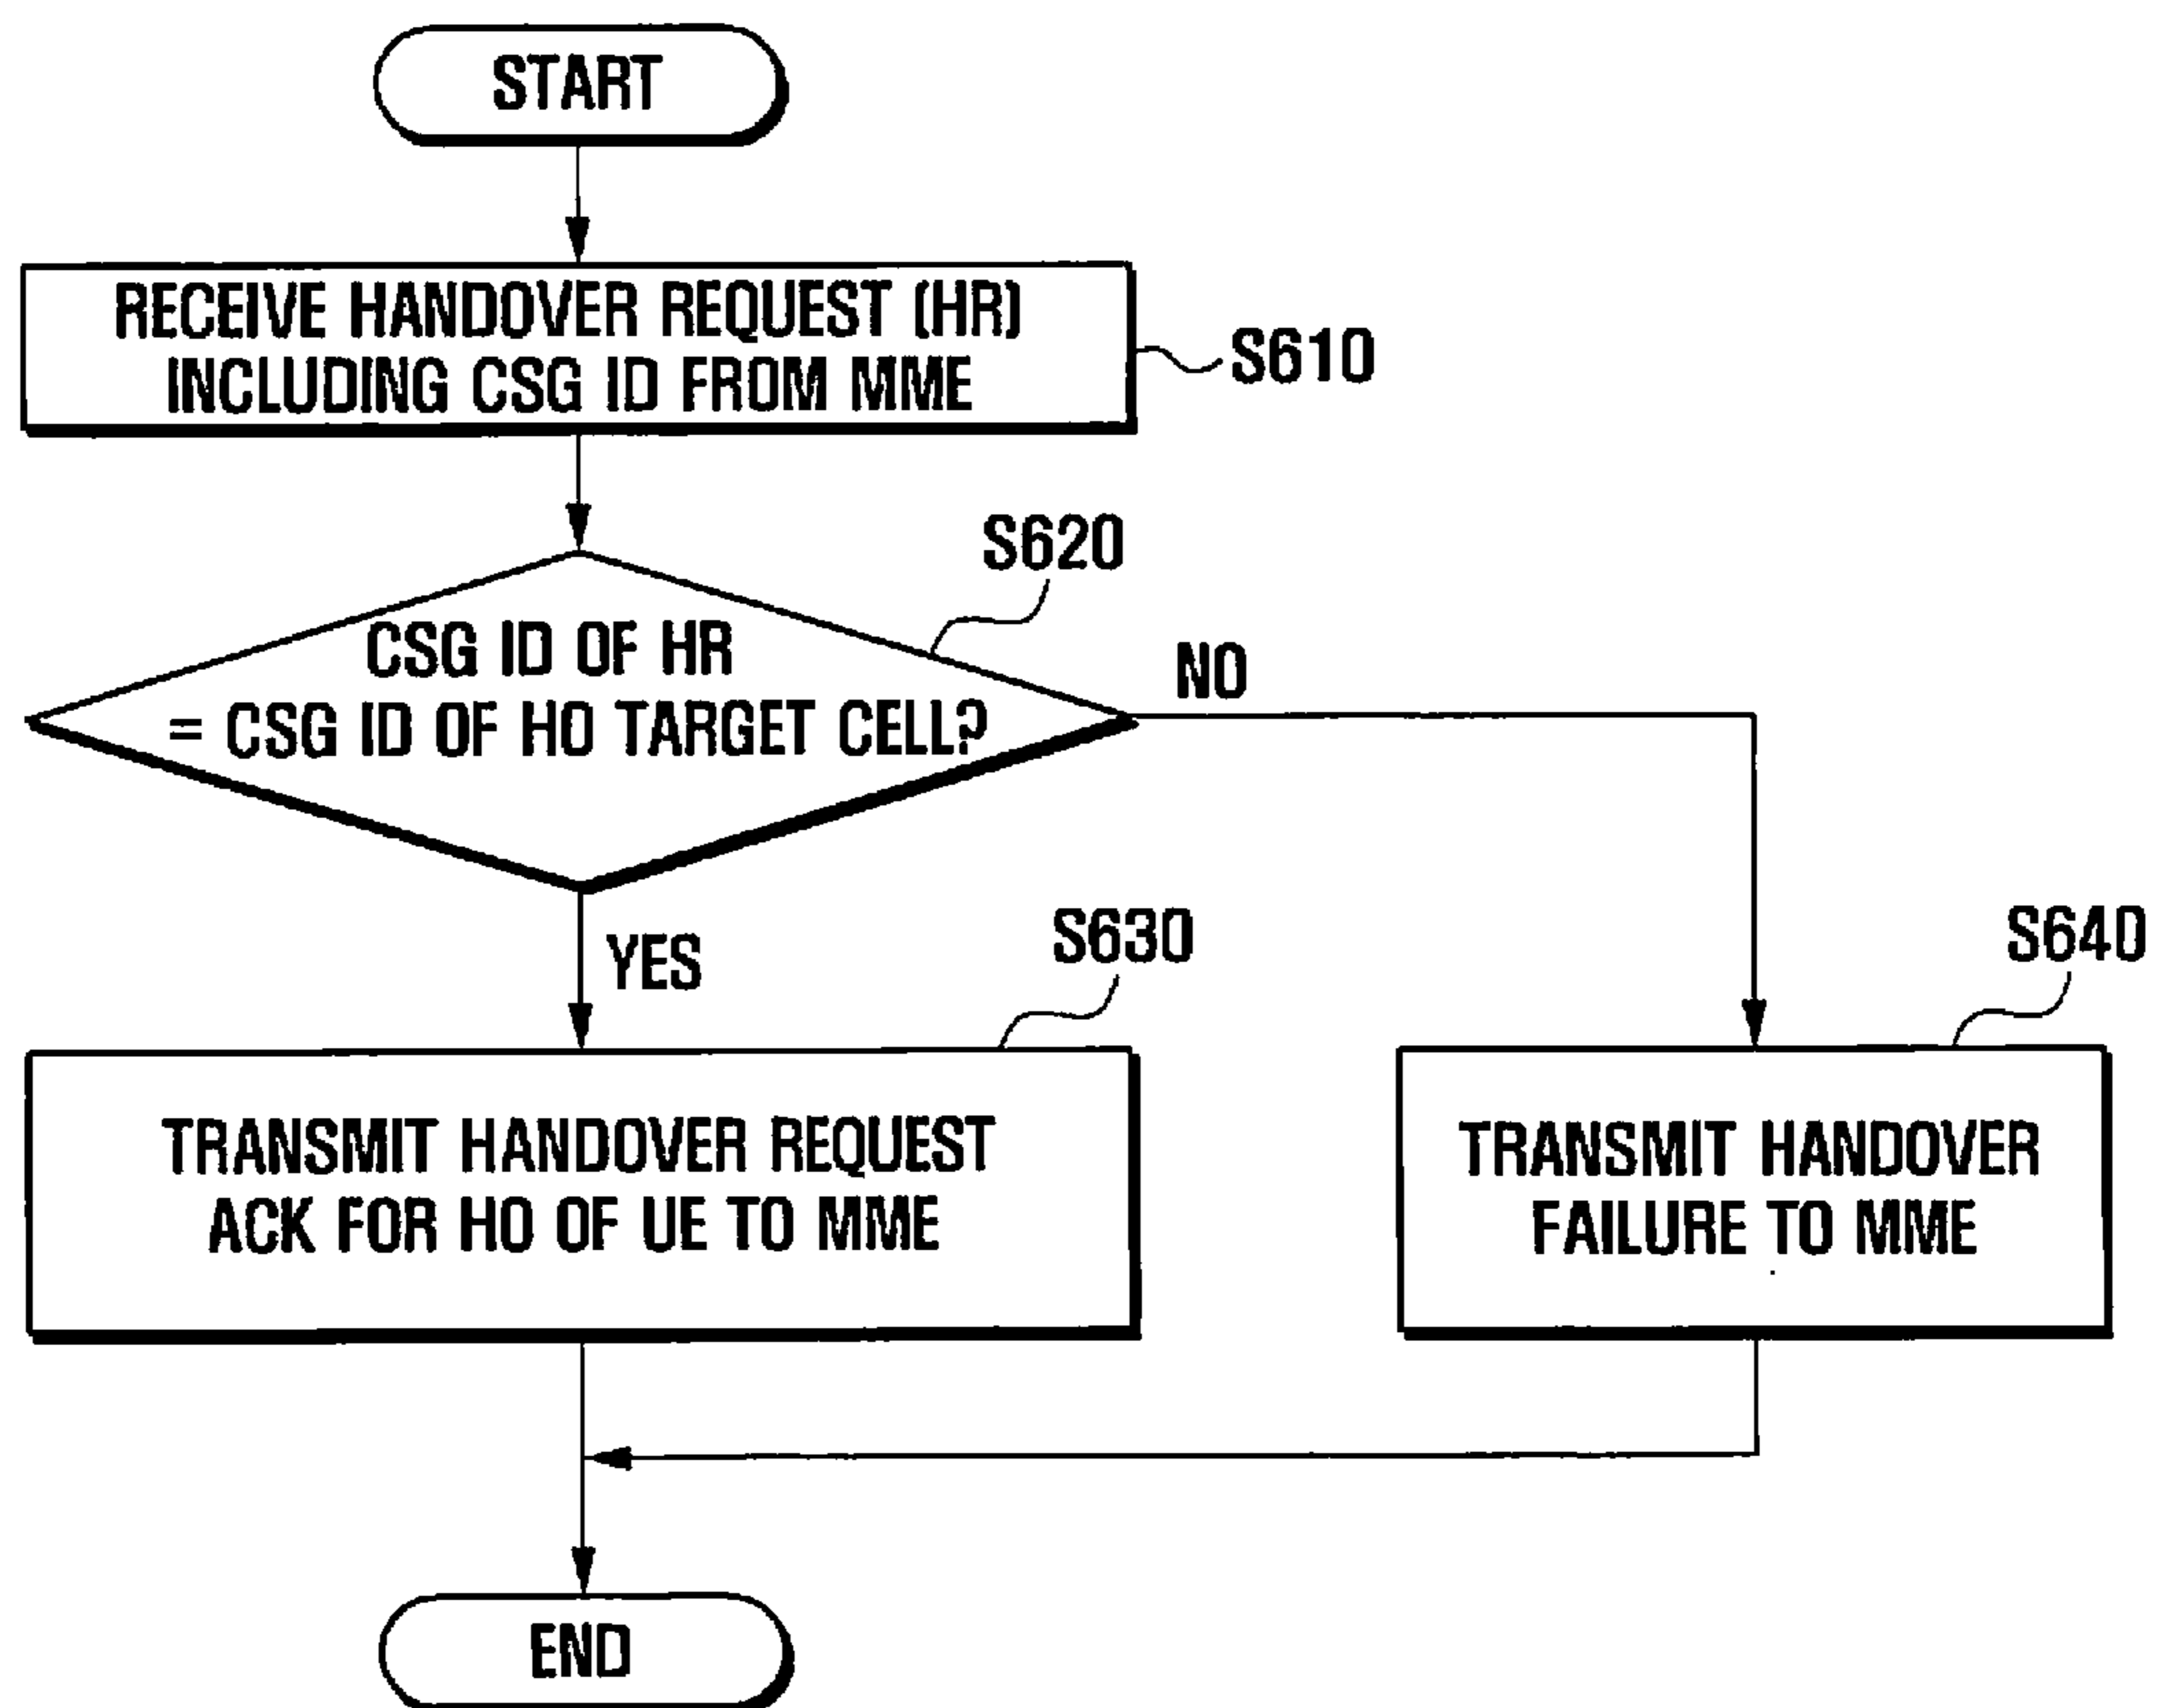 START
RECEIVE HANDOVER REQUEST (HR)
INCLUDING CSG ID FROM MME
S610
S620
CSG ID OF HR
= CSG ID OF HO TARGET CELL?
NO
YES
S630
S640
TRANSMIT HANDOVER REQUEST
ACK FOR HO OF UE TO MME
TRANSMIT HANDOVER
FAILURE TO MME
END